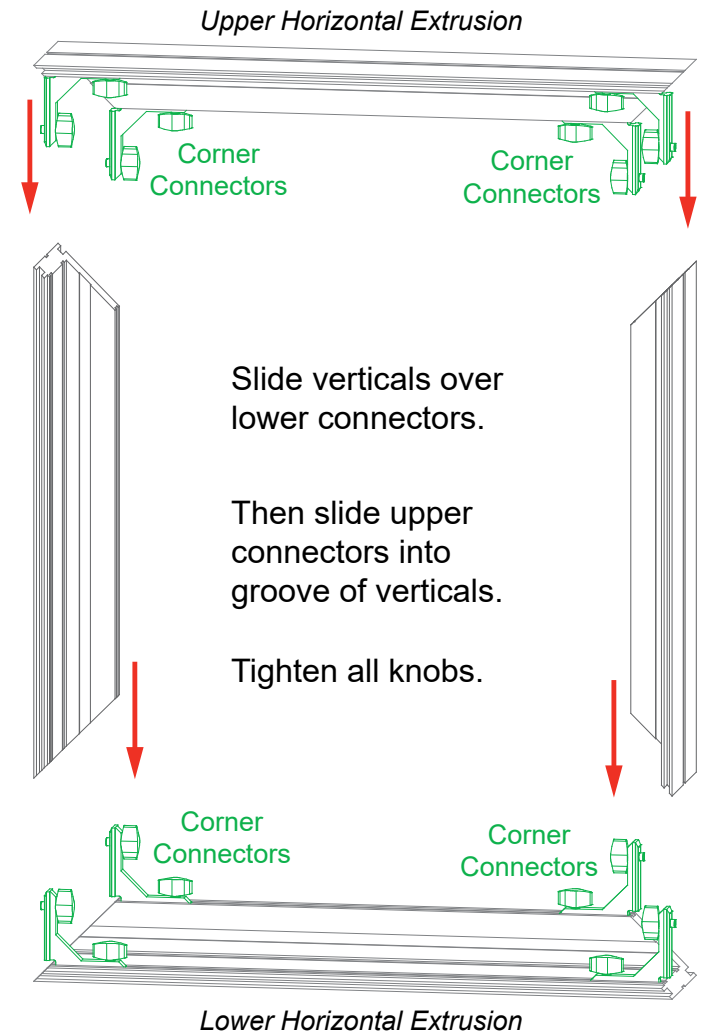 Upper Horizontal Extrusion
Corner
Connectors
Corner
Connectors
Slide verticals over
lower connectors.
Then slide upper
connectors into
groove of verticals.
Tighten all knobs.
Corner
Connectors
Corner
Connectors
Lower Horizontal Extrusion